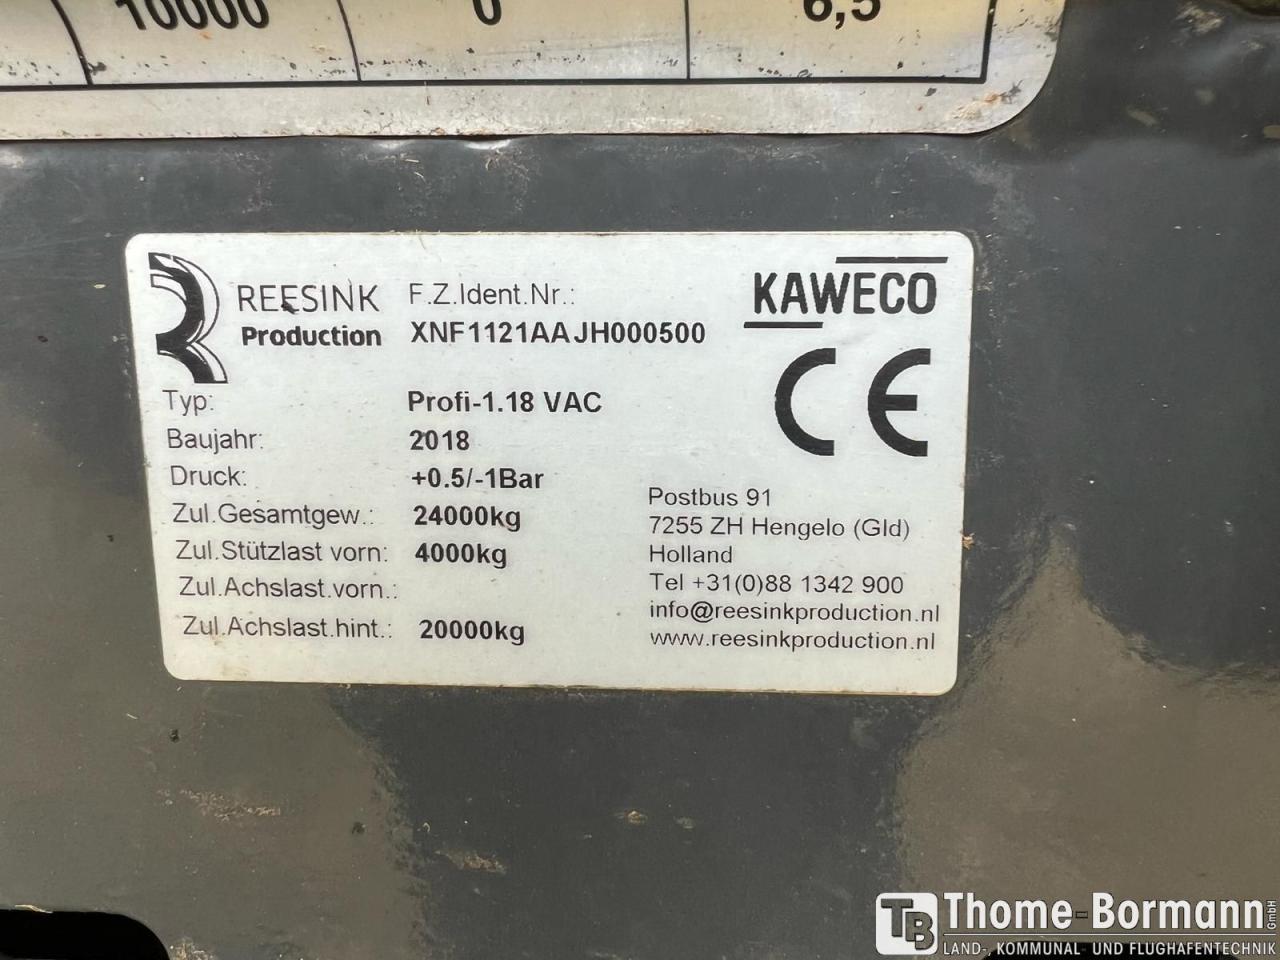 10000 0 6,5
REESINK
Production
F.Z.Ident.Nr.:
XNF1121AAJH000500
KAWECO
CE
Typ: Profi-1.18 VAC
Baujahr: 2018
Druck: +0.5/-1Bar
Zul.Gesamtgew.: 24000kg
Zul.Stützlast vorn: 4000kg
Zul.Achslast.vorn.:
Zul.Achslast.hint.: 20000kg
Postbus 91
7255 ZH Hengelo (Gld)
Holland
Tel +31(0)88 1342 900
info@reesinkproduction.nl
www.reesinkproduction.nl
TB Thome-Bormann GmbH
LAND-, KOMMUNAL- UND FLUGHAFENTECHNIK